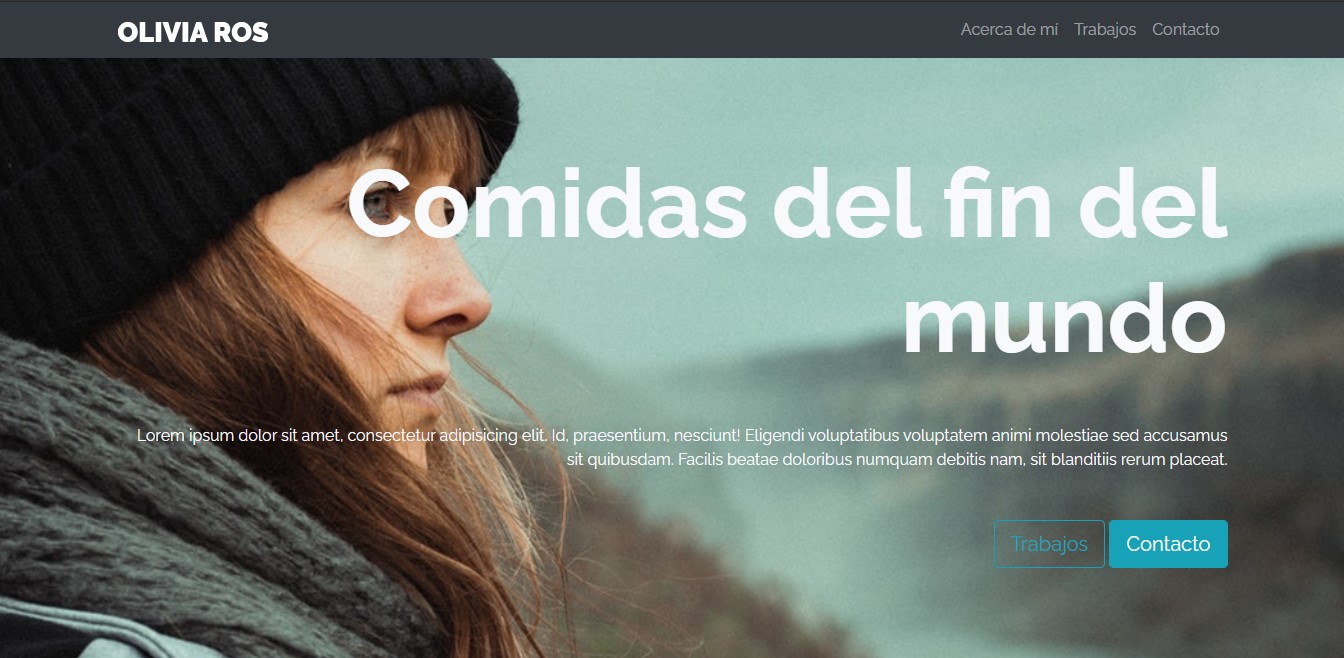 OLIVIA ROS
Acerca de mí Trabajos Contacto
Comidas del fin del
mundo
Lorem ipsum dolor sit amet, consectetur adipisicing elit. Id, praesentium, nesciunt! Eligendi voluptatibus voluptatem animi molestiae sed accusamus
sit quibusdam. Facilis beatae doloribus numquam debitis nam, sit blanditiis rerum placeat.
Trabajos Contacto